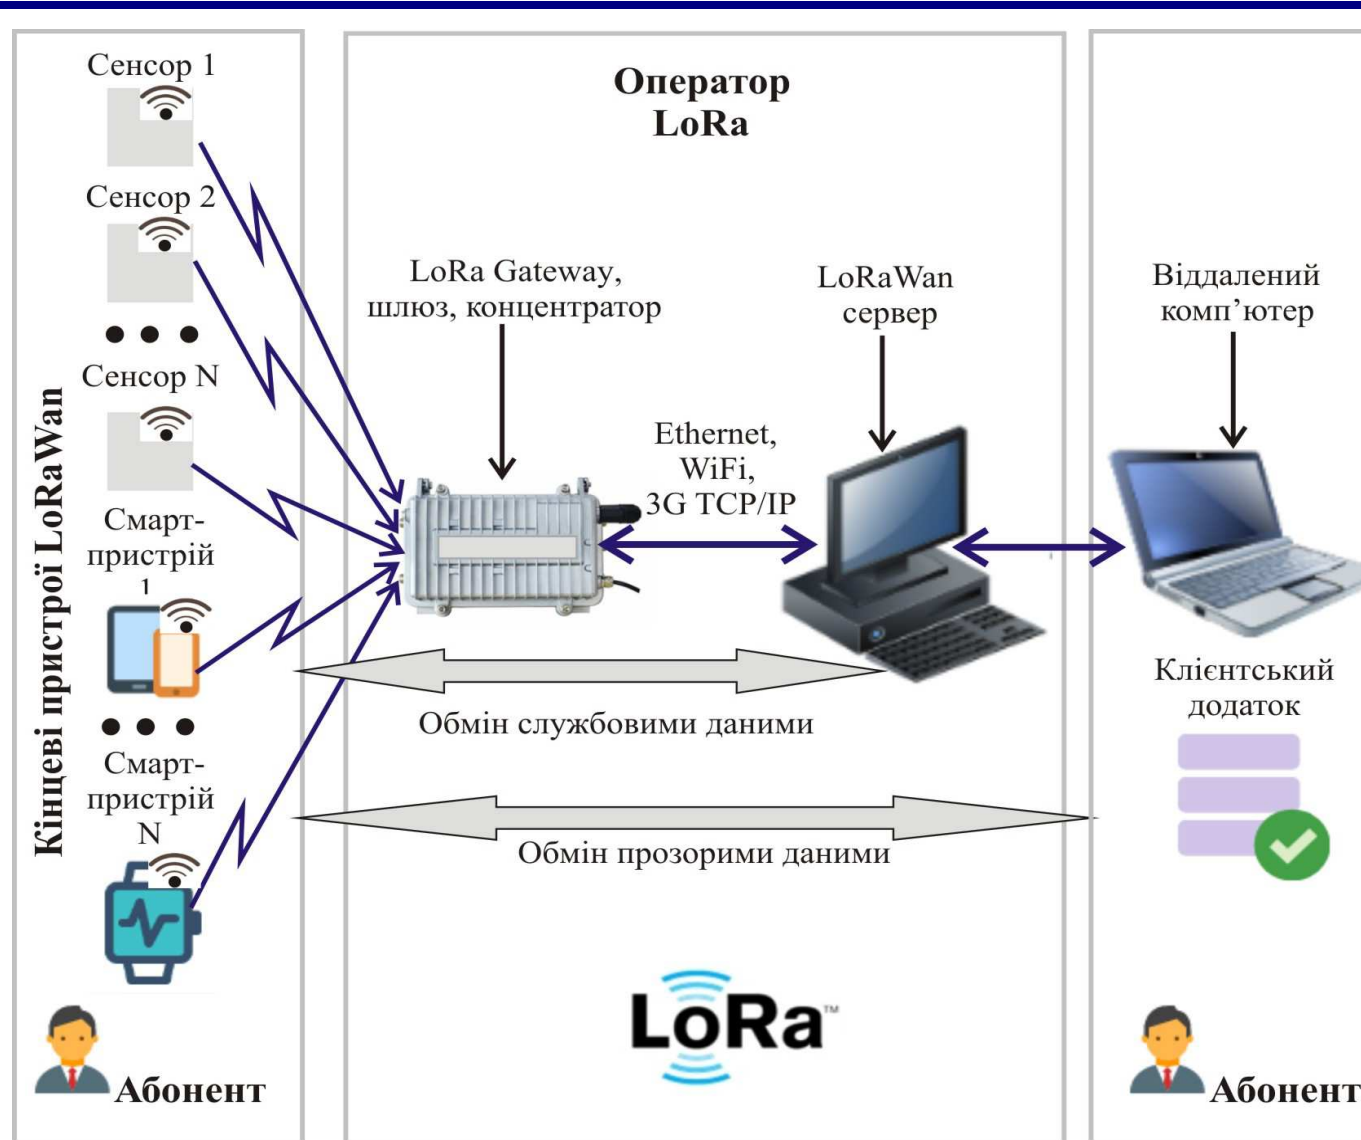 Сенсор 1
Сенсор 2
Сенсор N
Смарт-
пристрій
1
Смарт-
пристрій
N
Кінцеві пристрої LoRaWan
Абонент
Оператор
LoRa
LoRa Gateway,
шлюз, концентратор
LoRaWan
сервер
Ethernet,
WiFi,
3G TCP/IP
Обмін службовими даними
Обмін прозорими даними
LoRa™
Віддалений
комп’ютер
Клієнтський
додаток
Абонент